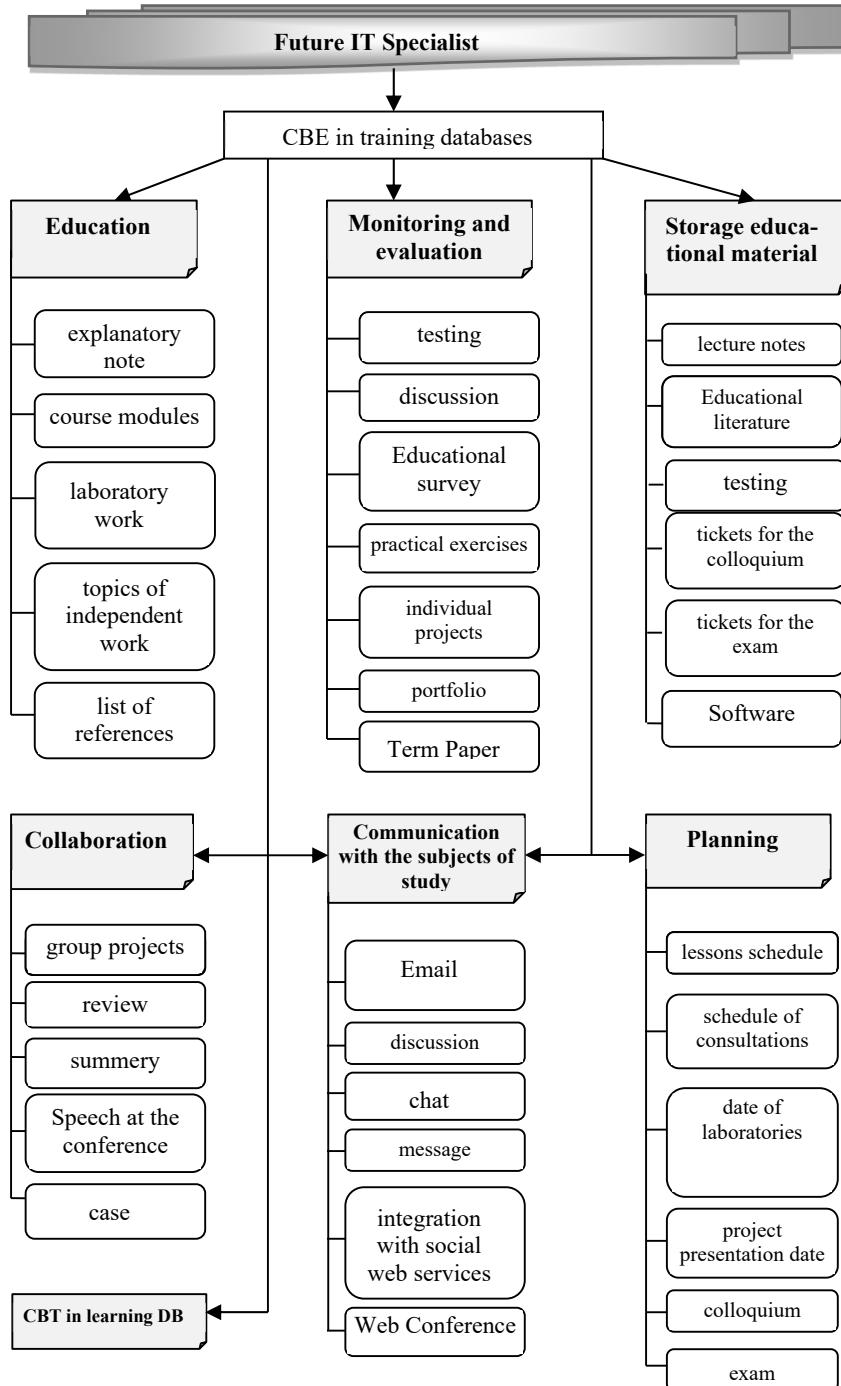 Future IT Specialist
CBE in training databases
Education
explanatory
note
course modules
laboratory
work
topics of
independent
work
list of
references
Monitoring and
evaluation
testing
discussion
Educational
survey
practical exercises
individual
projects
portfolio
Term Paper
Storage educa-
tional material
lecture notes
Educational
literature
testing
tickets for the
colloquium
tickets for the
exam
Software
Collaboration
group projects
review
summery
Speech at the
conference
case
CBT in learning DB
Communication
with the subjects of
study
Email
discussion
chat
message
integration
with social
web services
Web Conference
Planning
lessons schedule
schedule of
consultations
date of
laboratories
project
presentation date
colloquium
exam